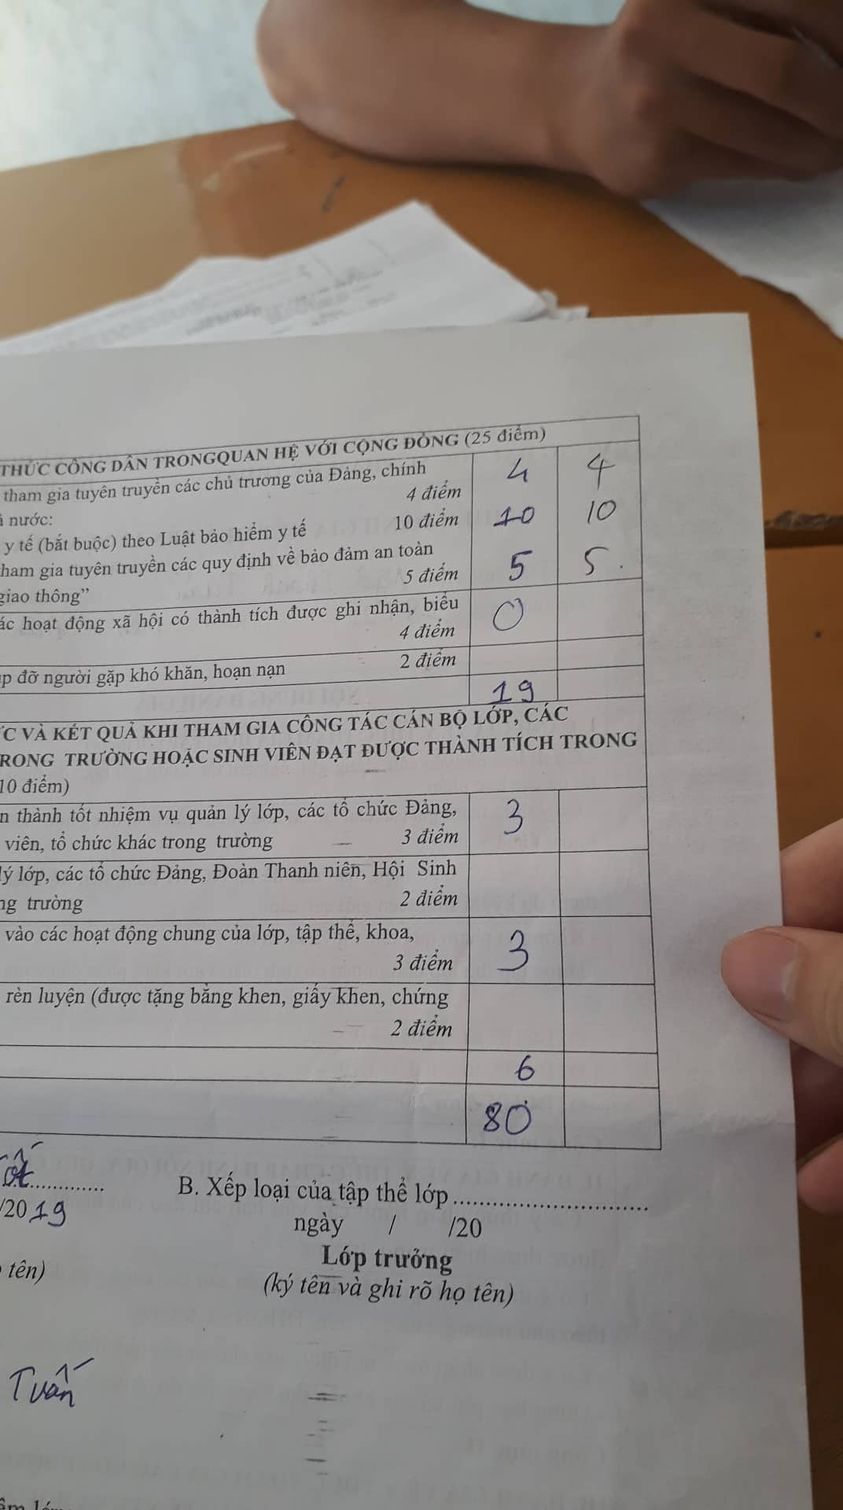 THỨC CÔNG DÂN TRONGQUAN HỆ VỚI CỘNG ĐỒNG (25 điểm)
tham gia tuyên truyền các chủ trương của Đảng, chính
nước: 4 điểm 4 4
y tế (bắt buộc) theo Luật bảo hiểm y tế 10 điểm 10 10
tham gia tuyên truyền các quy định về bảo đảm an toàn
giao thông” 5 điểm 5 5.
ác hoạt động xã hội có thành tích được ghi nhận, biểu
4 điểm 0
p đỡ người gặp khó khăn, hoạn nạn 2 điểm
19
ỨC VÀ KẾT QUẢ KHI THAM GIA CÔNG TÁC CÁN BỘ LỚP, CÁC
RONG TRƯỜNG HOẶC SINH VIÊN ĐẠT ĐƯỢC THÀNH TÍCH TRONG
10 điểm)
n thành tốt nhiệm vụ quản lý lớp, các tổ chức Đảng,
viên, tổ chức khác trong trường 3 điểm 3
lý lớp, các tổ chức Đảng, Đoàn Thanh niên, Hội Sinh
ng trường 2 điểm
vào các hoạt động chung của lớp, tập thể, khoa,
3 điểm 3
rèn luyện (được tặng bằng khen, giấy khen, chứng
2 điểm
6
80
B. Xếp loại của tập thể lớp
/2019 ngày / /20
Lớp trưởng
tên) (ký tên và ghi rõ họ tên)
Tuấn